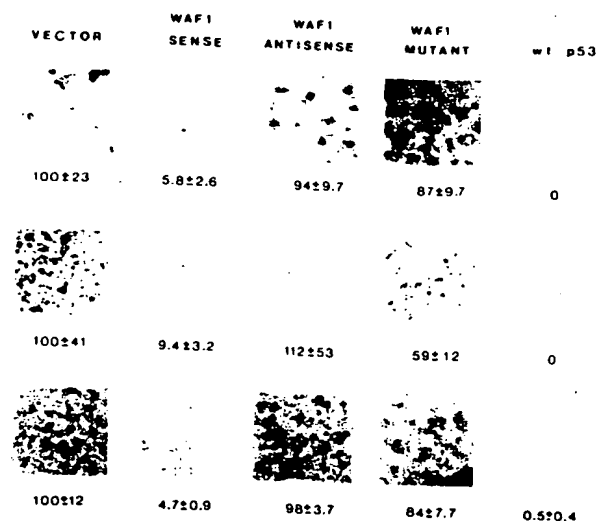 VECTOR
WAF1 SENSE
WAF1 ANTISENSE
WAF1 MUTANT
wt p53
100±23 5.8±2.6 94±9.7 87±9.7 0
100±41 9.4±3.2 112±53 59±12 0
100±12 4.7±0.9 98±3.7 84±7.7 0.5±0.4